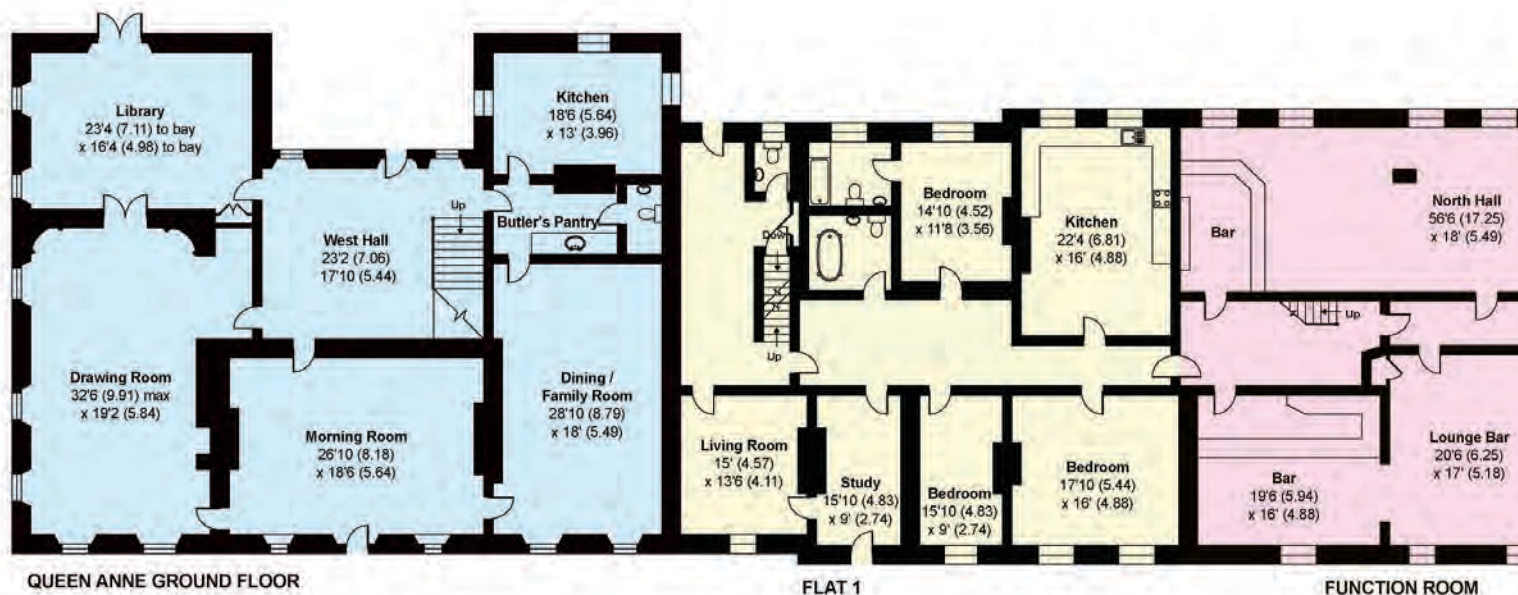 Library
23'4 (7.11) to bay
x 16'4 (4.98) to bay
Kitchen
18'6 (5.64)
x 13' (3.96)
Up
Butler's Pantry
West Hall
23'2 (7.06)
17'10 (5.44)
Drawing Room
32'6 (9.91) max
x 19'2 (5.84)
Morning Room
26'10 (8.18)
x 18'6 (5.64)
Dining /
Family Room
28'10 (8.79)
x 18' (5.49)
QUEEN ANNE GROUND FLOOR
Down
Up
Bedroom
14'10 (4.52)
x 11'8 (3.56)
Kitchen
22'4 (6.81)
x 16' (4.88)
Living Room
15' (4.57)
x 13'6 (4.11)
Study
15'10 (4.83)
x 9' (2.74)
Bedroom
15'10 (4.83)
x 9' (2.74)
Bedroom
17'10 (5.44)
x 16' (4.88)
FLAT 1
Bar
North Hall
56'6 (17.25)
x 18' (5.49)
Up
Bar
19'6 (5.94)
x 16' (4.88)
Lounge Bar
20'6 (6.25)
x 17' (5.18)
FUNCTION ROOM